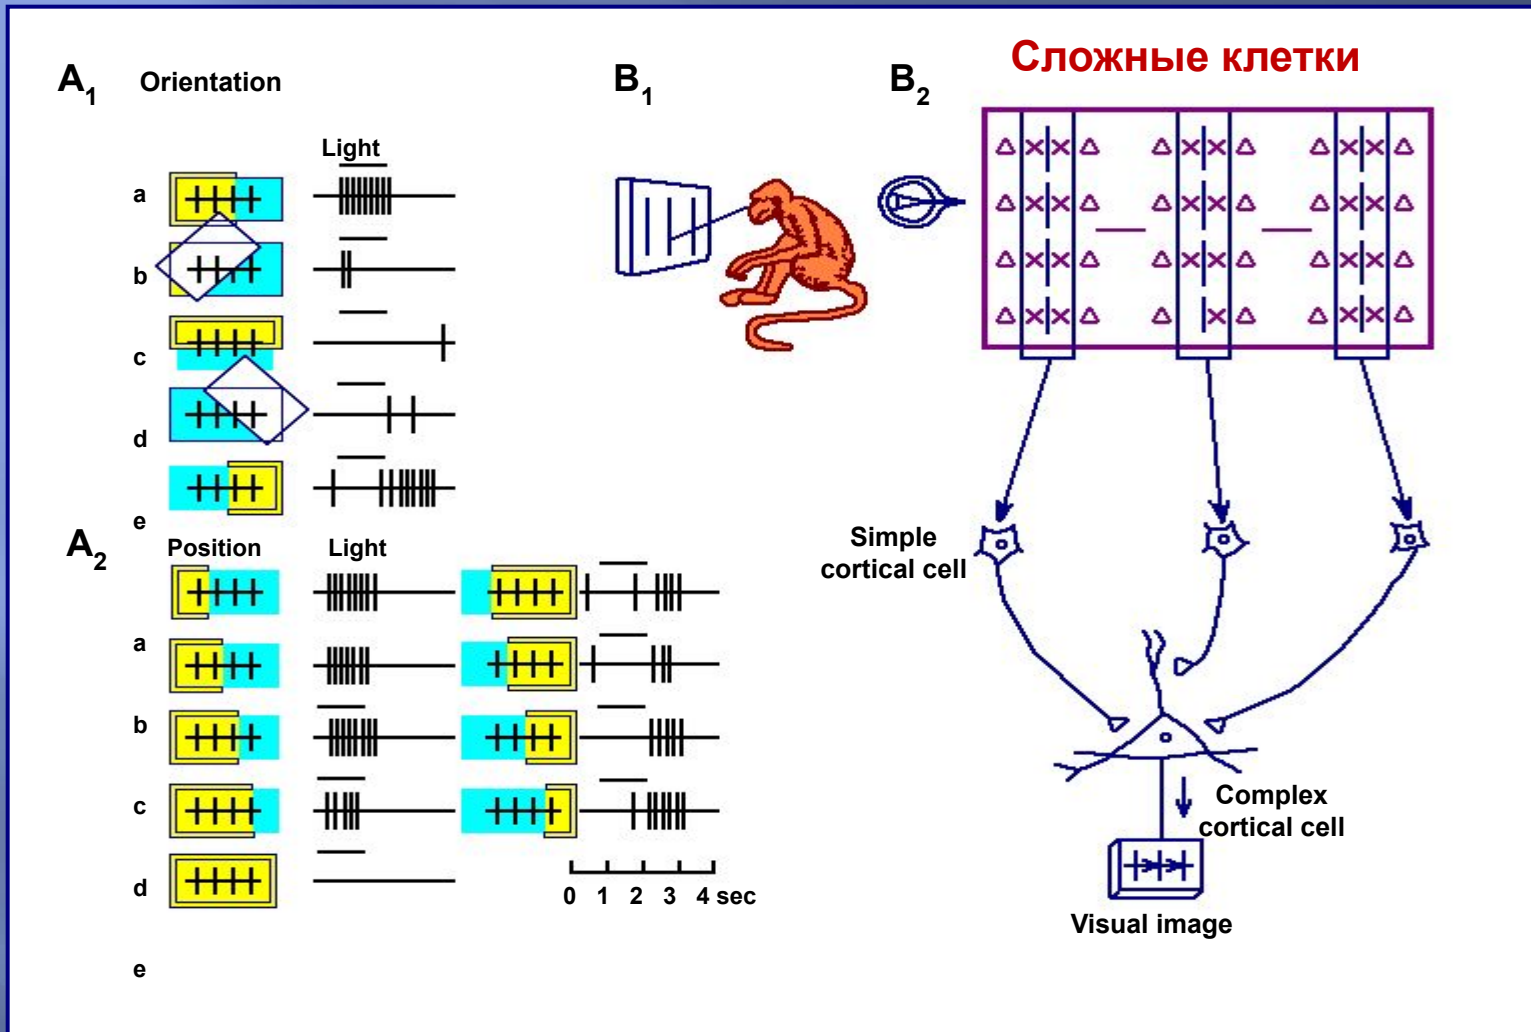 Сложные клетки
A1 Orientation
B1
B2
Light
a
b
c
d
e
A2
Position
Light
a
b
c
d
e
0 1 2 3 4 sec
Simple
cortical cell
Complex
cortical cell
Visual image